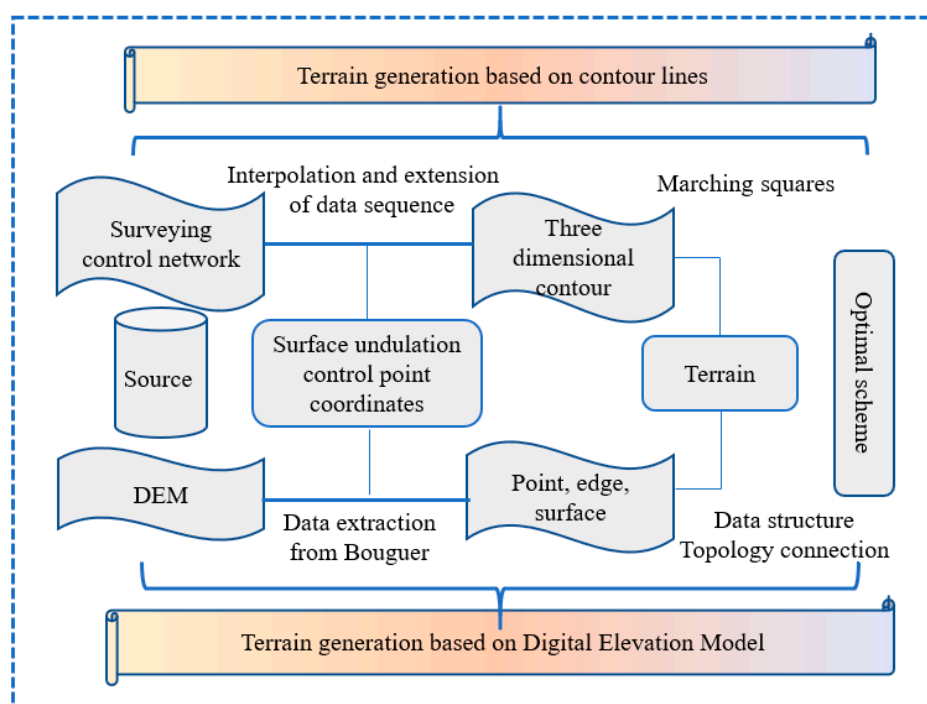 Terrain generation based on contour lines
Interpolation and extension
of data sequence
Marching squares
Surveying
control network
Three
dimensional
contour
Source
Surface undulation
control point
coordinates
Terrain
Optimal scheme
DEM
Point, edge,
surface
Data extraction
from Bouguer
Data structure
Topology connection
Terrain generation based on Digital Elevation Model